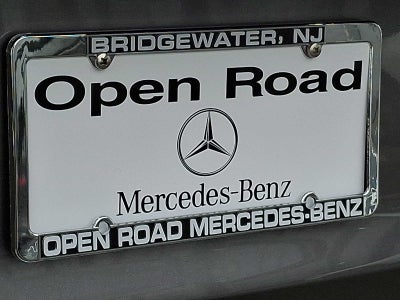 BRIDGEWATER, NJ
Open Road
Mercedes-Benz
OPEN ROAD MERCEDES-BENZ